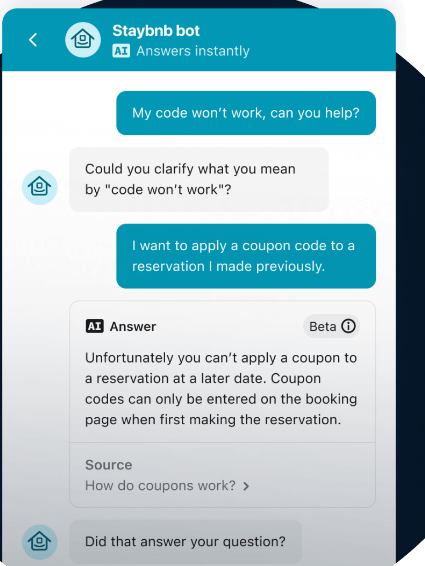 Staybnb bot
AI Answers instantly
My code won’t work, can you help?
Could you clarify what you mean
by "code won’t work"?
I want to apply a coupon code to a
reservation I made previously.
AI Answer
Beta
Unfortunately you can’t apply a coupon to
a reservation at a later date. Coupon
codes can only be entered on the booking
page when first making the reservation.
Source
How do coupons work?
Did that answer your question?